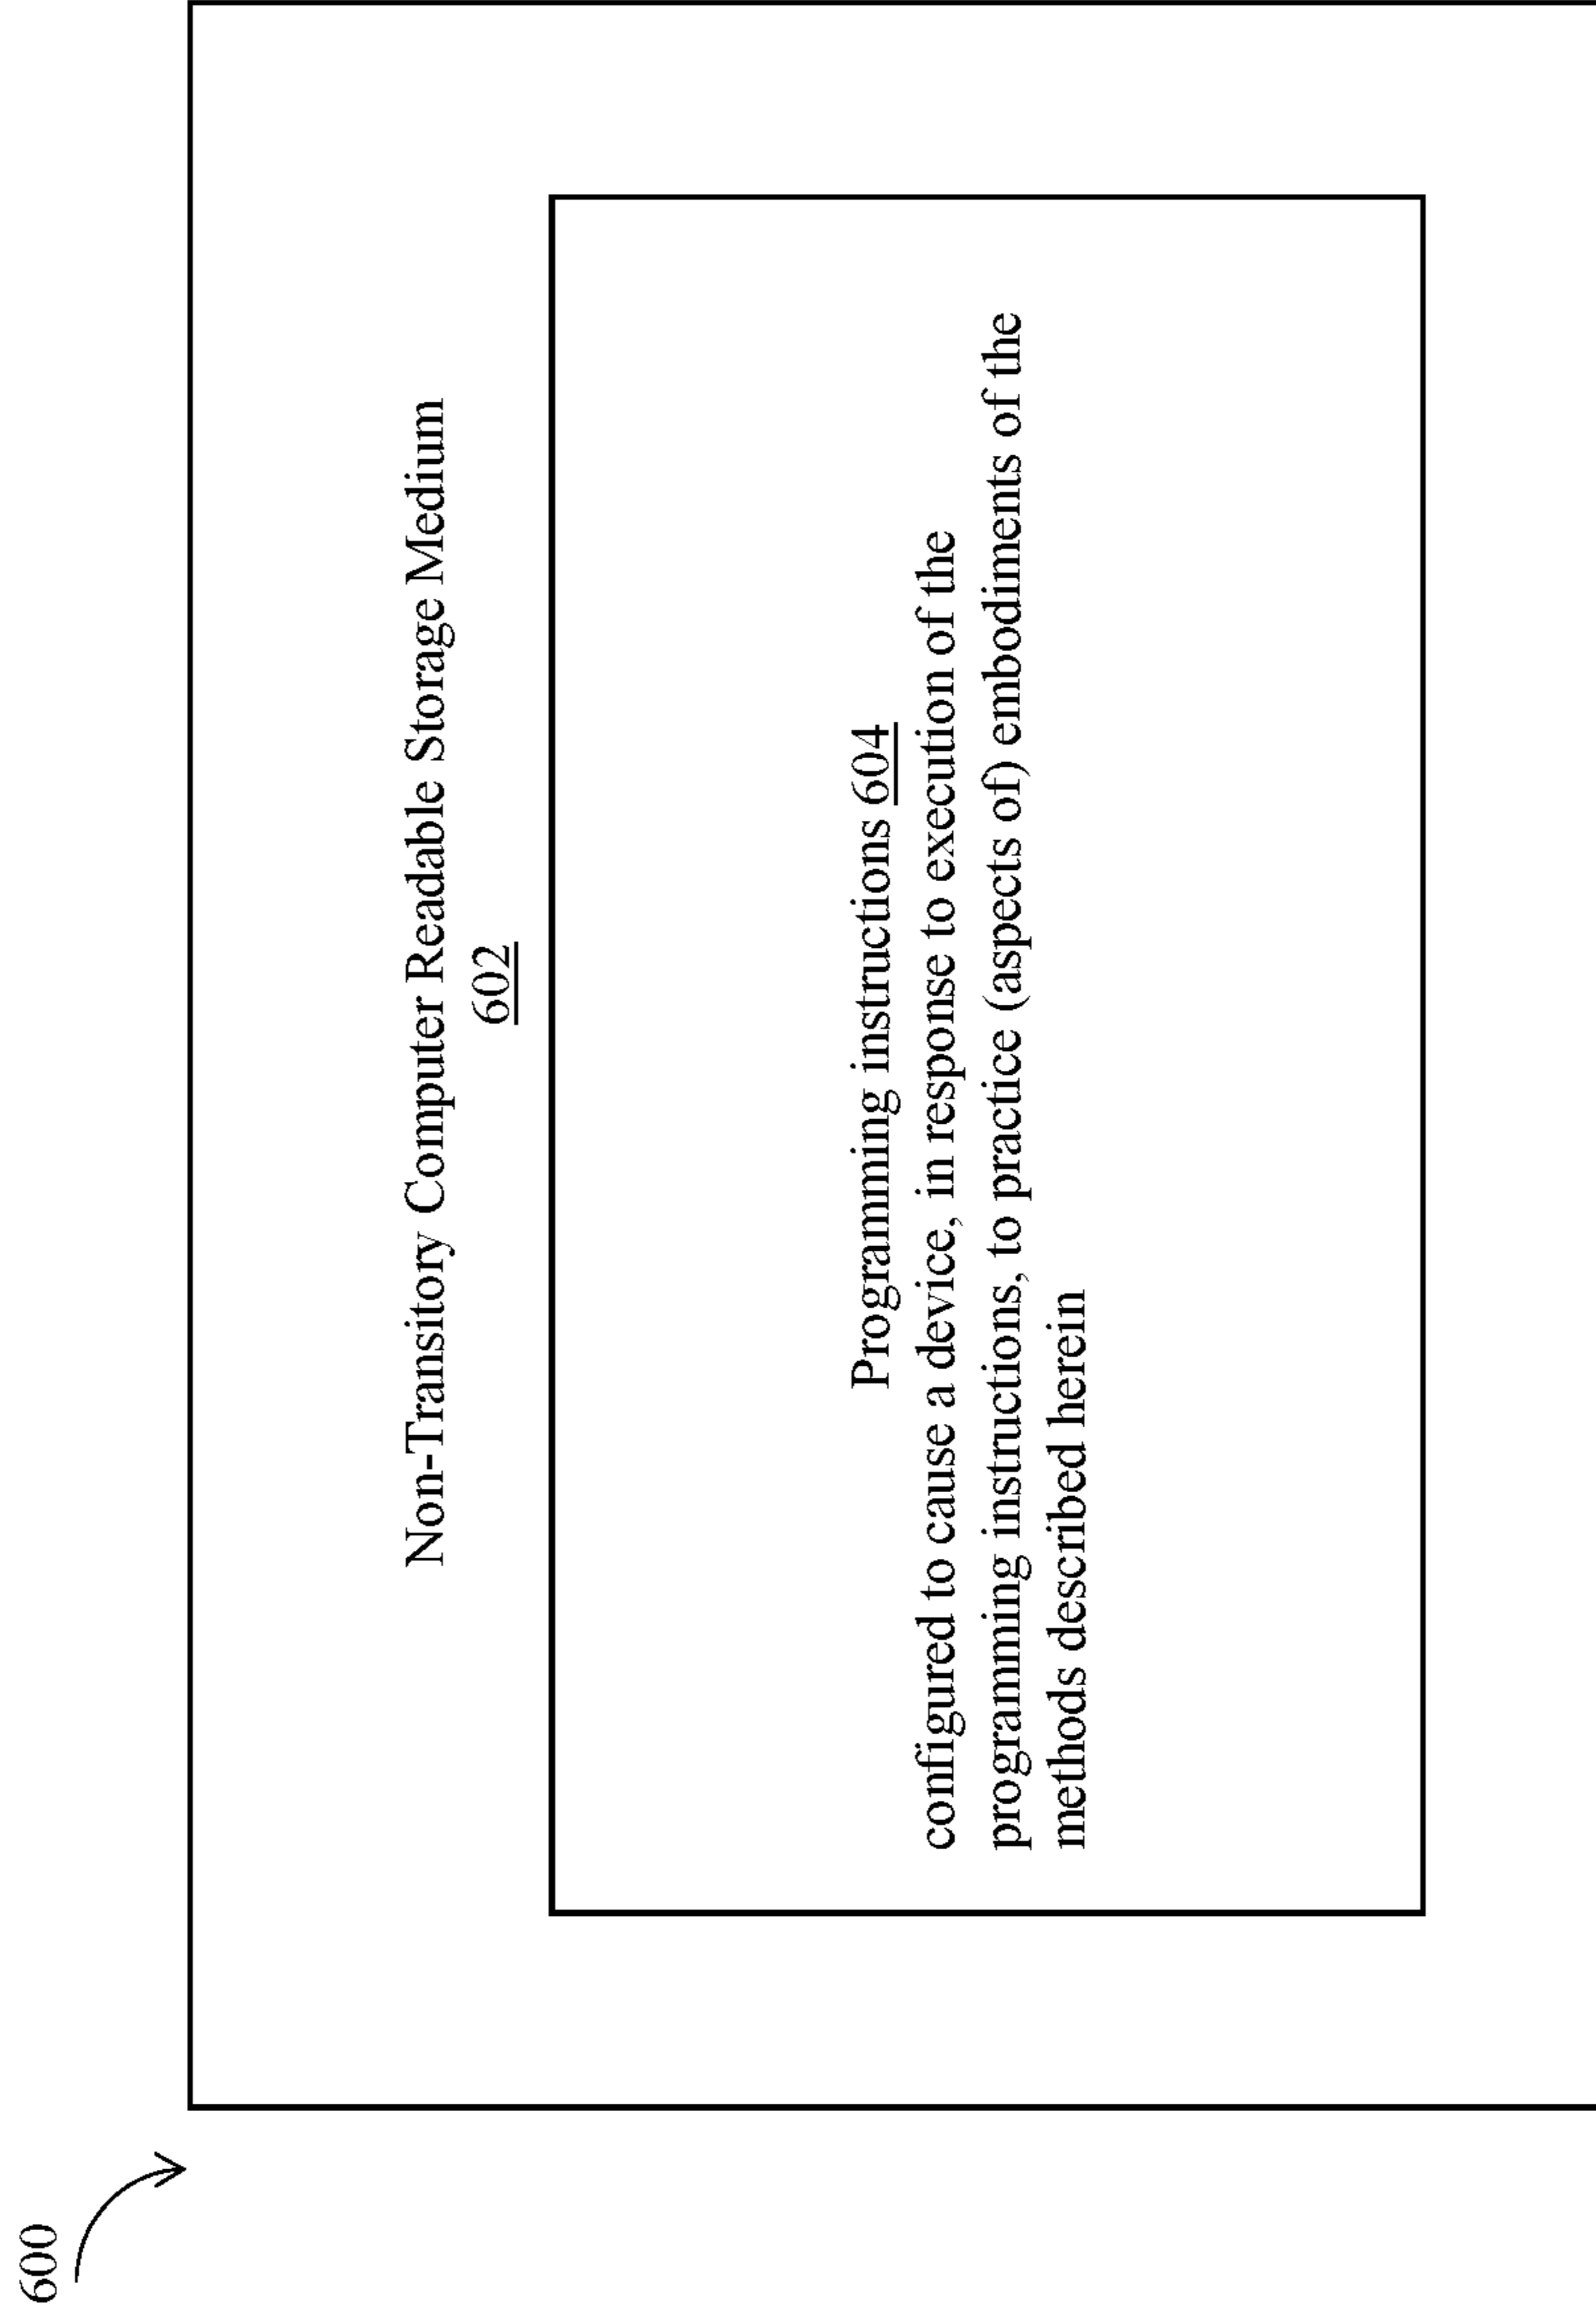 600
Non-Transitory Computer Readable Storage Medium
602
Programming instructions 604
configured to cause a device, in response to execution of the
programming instructions, to practice (aspects of) embodiments of the
methods described herein